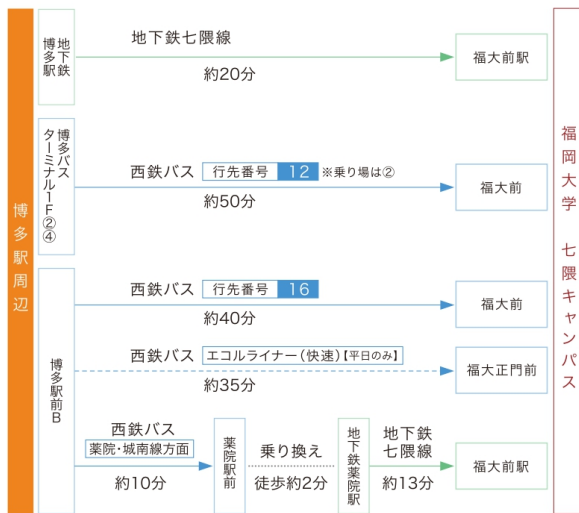 博多駅周辺
地下鉄
博多駅
地下鉄七隈線
約20分
福大前駅
博多バス
ターミナル1F②④
西鉄バス 行先番号 12 ※乗り場は②
約50分
福大前
博多駅前B
西鉄バス 行先番号 16
約40分
福大前
西鉄バス エコルライナー(快速)【平日のみ】
約35分
福大正門前
西鉄バス
薬院・城南線方面
約10分
薬院駅前
乗り換え
徒歩約2分
地下鉄薬院駅
地下鉄
七隈線
約13分
福大前駅
福岡大学 七隈キャンパス